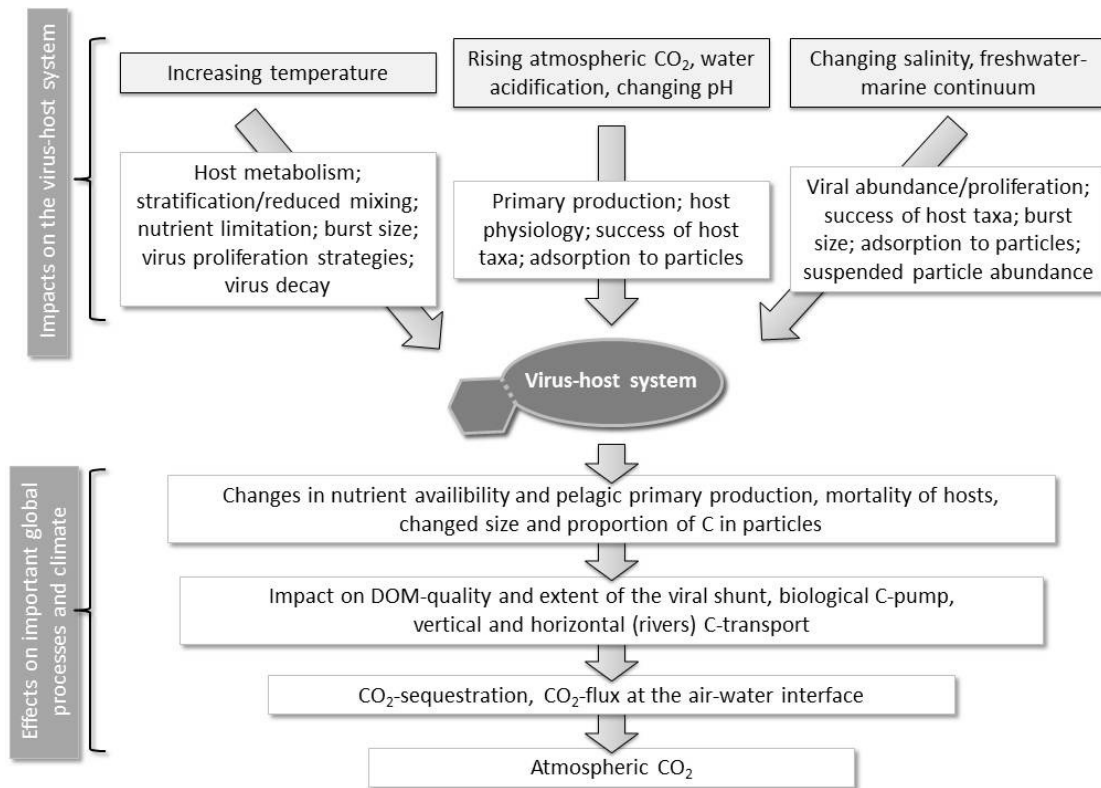 Impacts on the virus-host system
Increasing temperature
Rising atmospheric CO₂, water
acidification, changing pH
Changing salinity, freshwater-
marine continuum
Host metabolism;
stratification/reduced mixing;
nutrient limitation; burst size;
virus proliferation strategies;
virus decay
Primary production; host
physiology; success of host
taxa; adsorption to particles
Viral abundance/proliferation;
success of host taxa; burst
size; adsorption to particles;
suspended particle abundance
Virus-host system
Effects on important global
processes and climate
Changes in nutrient availibility and pelagic primary production, mortality of hosts,
changed size and proportion of C in particles
Impact on DOM-quality and extent of the viral shunt, biological C-pump,
vertical and horizontal (rivers) C-transport
CO₂-sequestration, CO₂-flux at the air-water interface
Atmospheric CO₂